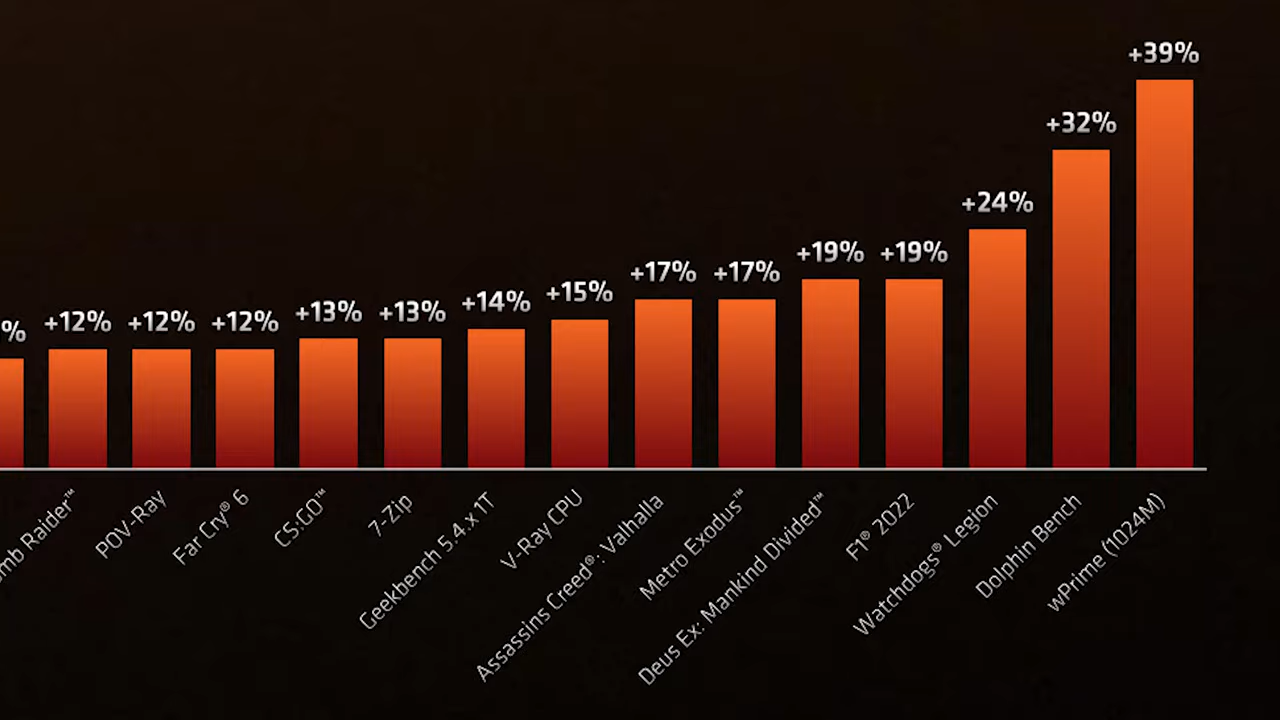 +39%
+32%
+24%
+19% +19%
+17% +17%
+15%
+14%
+13% +13%
% +12% +12% +12%
mb Raider™
POV-Ray
Far Cry® 6
CS:GO™
7-Zip
Geekbench 5.4.x 1T
V-Ray CPU
Assassins Creed®: Valhalla
Metro Exodus™
Deus Ex: Mankind Divided™
F1® 2022
Watchdogs® Legion
Dolphin Bench
wPrime (1024M)